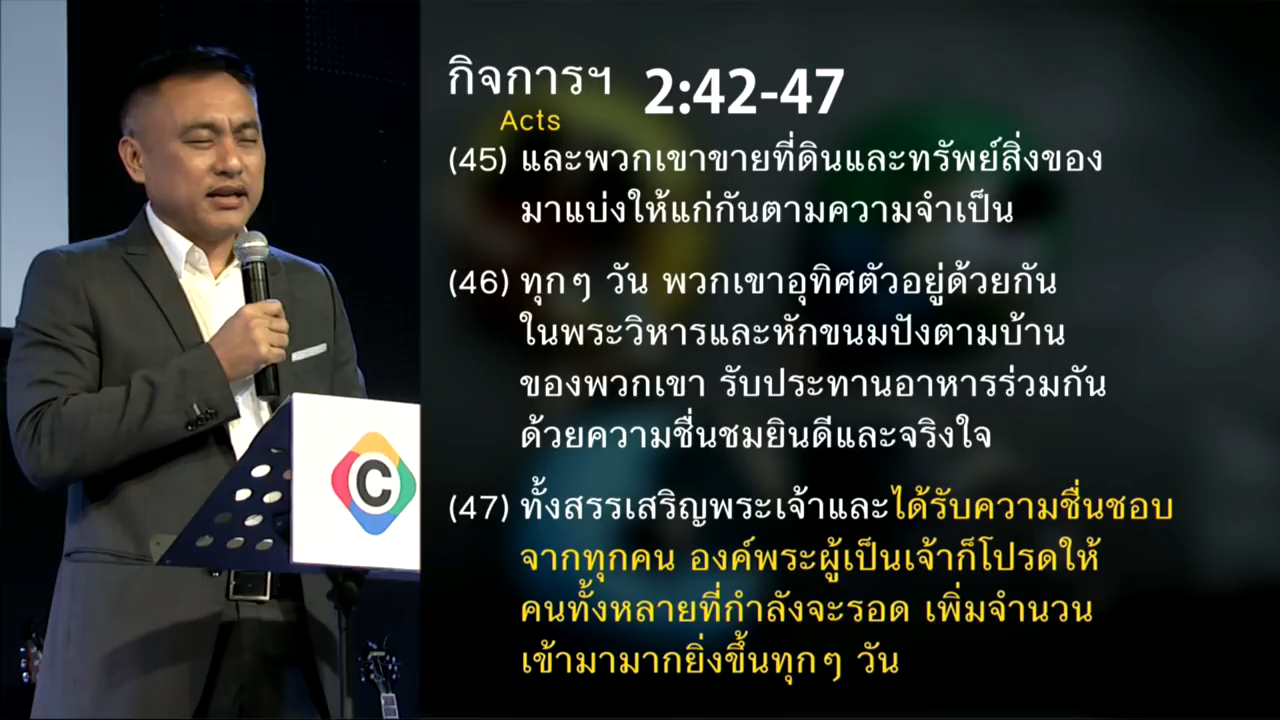 กิจการฯ 2:42-47
Acts
(45) และพวกเขาขายที่ดินและทรัพย์สิ่งของ
มาแบ่งให้แก่กันตามความจำเป็น
(46) ทุกๆ วัน พวกเขาอุทิศตัวอยู่ด้วยกัน
ในพระวิหารและหักขนมปังตามบ้าน
ของพวกเขา รับประทานอาหารร่วมกัน
ด้วยความชื่นชมยินดีและจริงใจ
(47) ทั้งสรรเสริญพระเจ้าและได้รับความชื่นชอบ
จากทุกคน องค์พระผู้เป็นเจ้าก็โปรดให้
คนทั้งหลายที่กำลังจะรอด เพิ่มจำนวน
เข้ามามากยิ่งขึ้นทุกๆ วัน
C